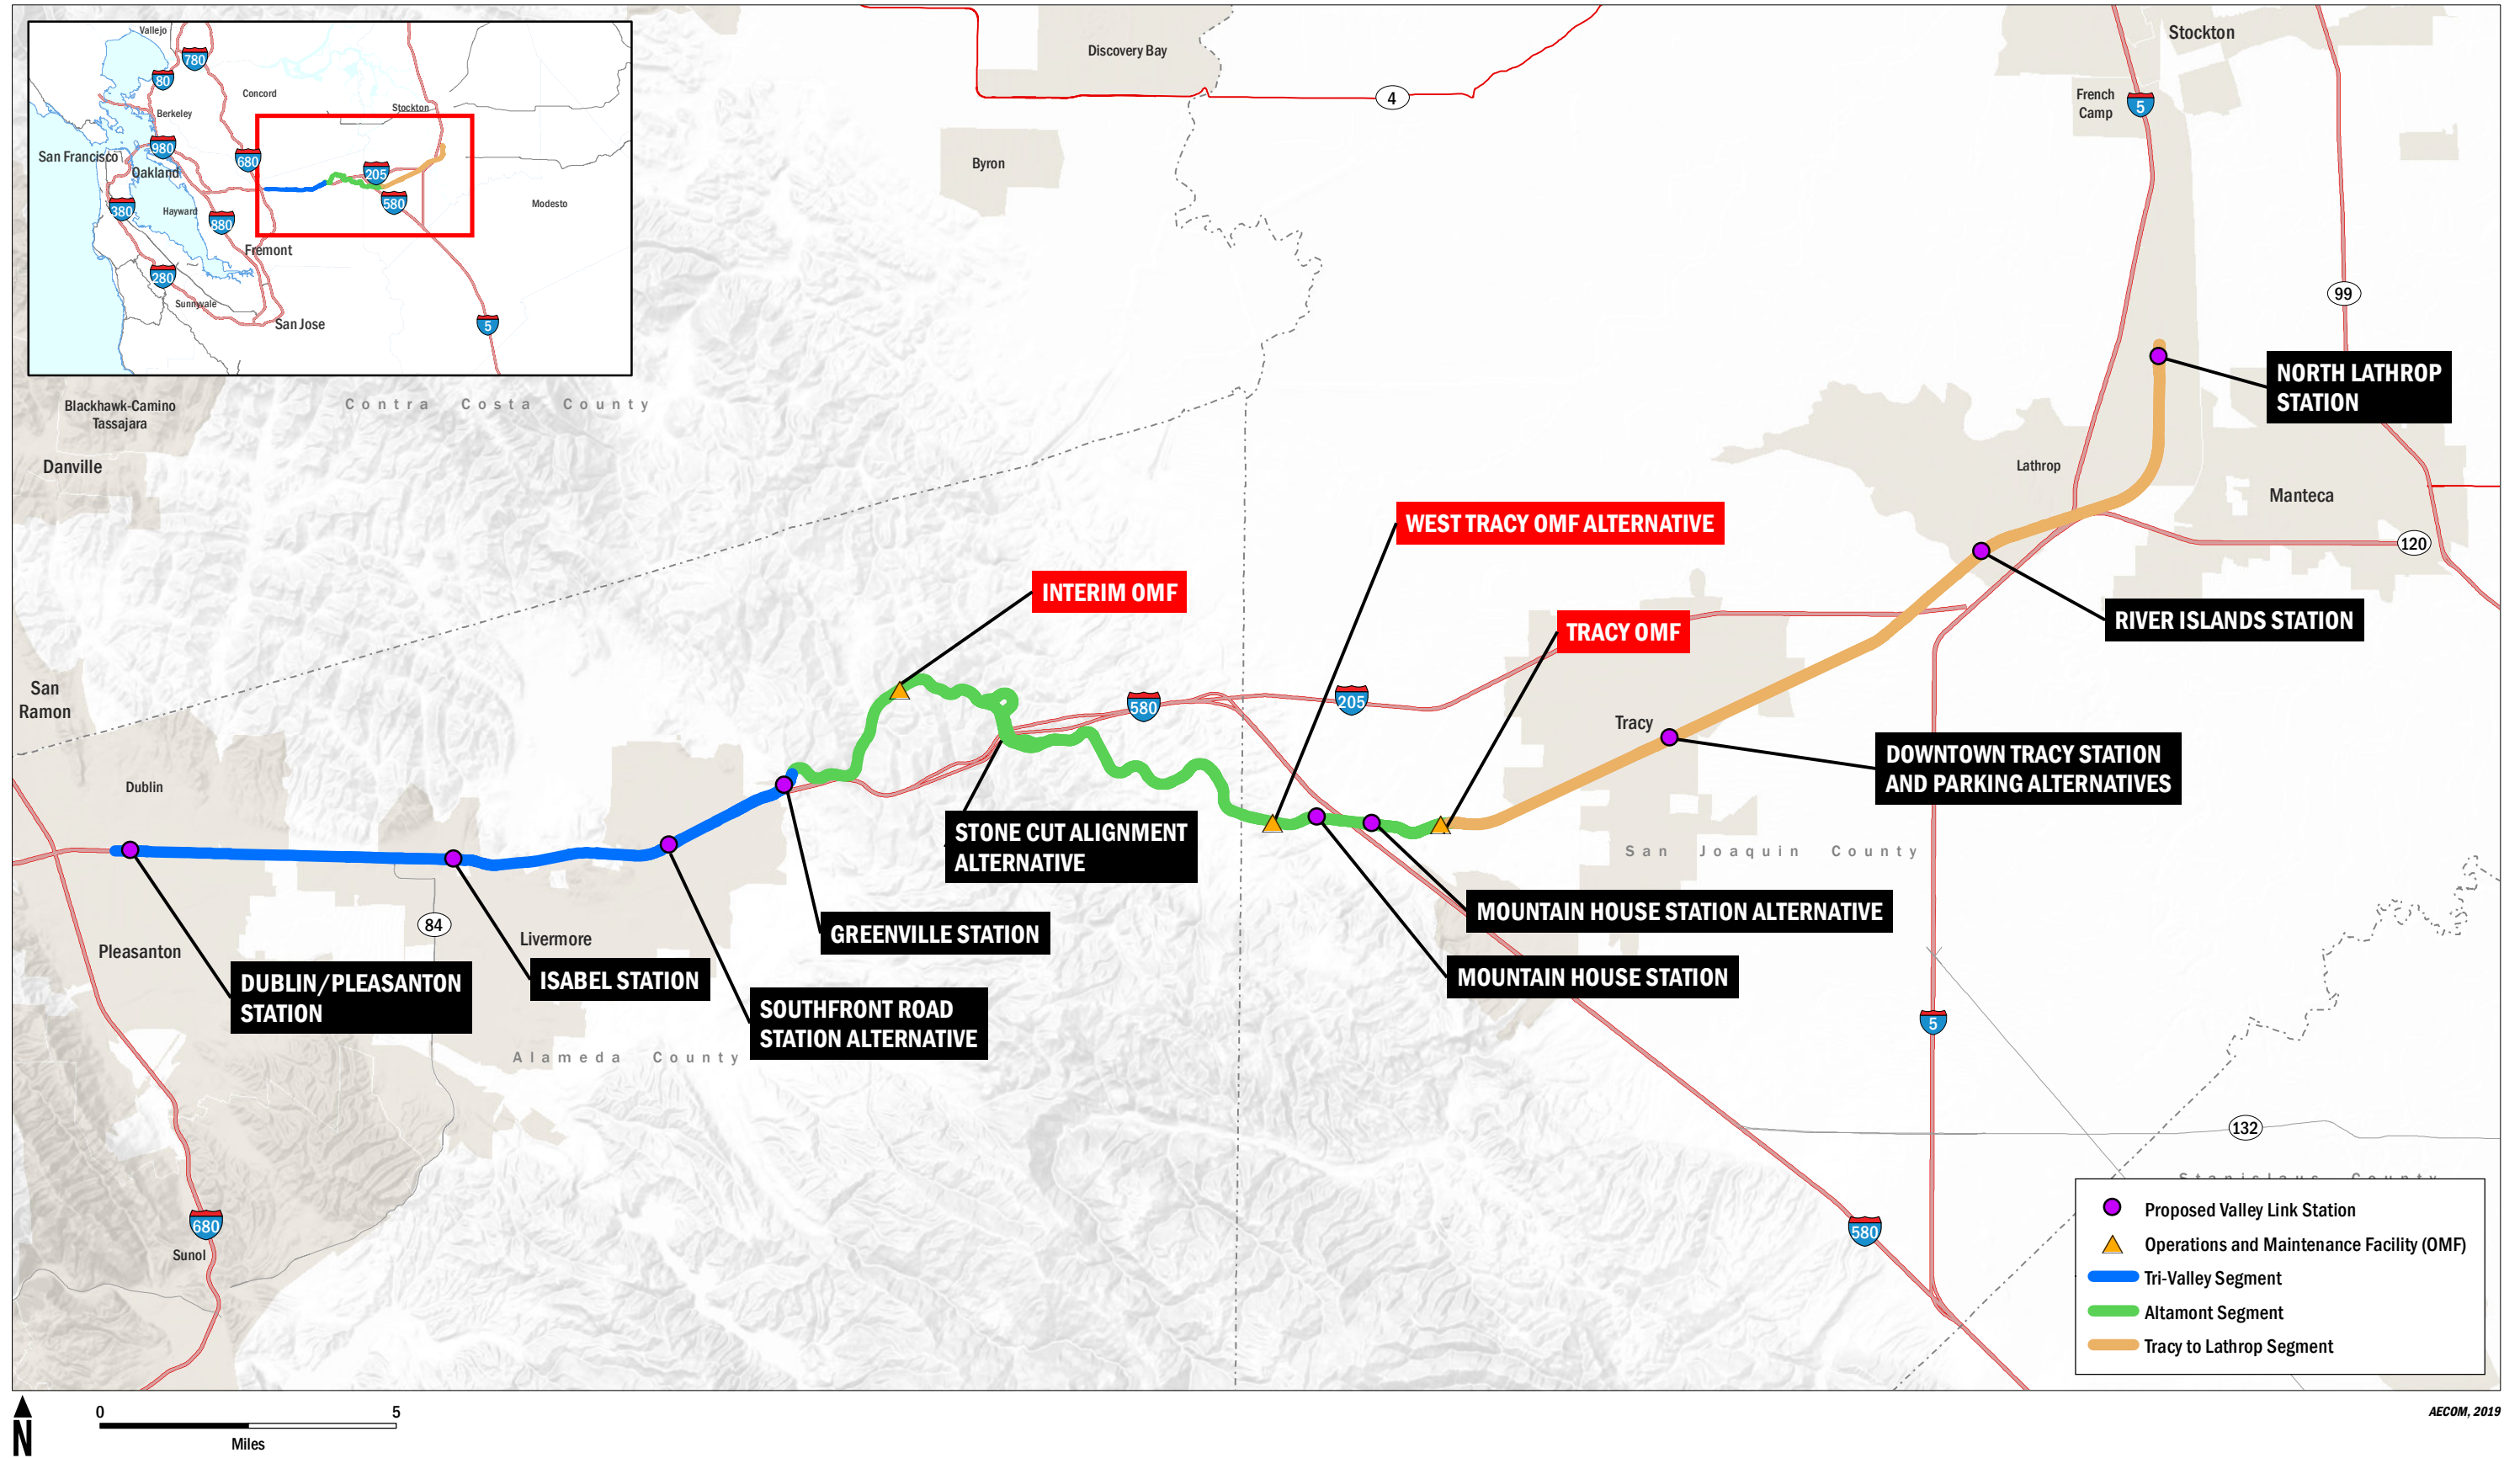 Vallejo
780
80
Concord
Stockton
Berkeley
980
San Francisco
680
Oakland
205
580
380
Hayward
880
Modesto
Fremont
280
Sunnyvale
San Jose
5
Discovery Bay
4
Byron
Stockton
French
Camp
5
99
NORTH LATHROP
STATION
Blackhawk-Camino
Tassajara
Contra Costa County
Danville
Lathrop
Manteca
120
WEST TRACY OMF ALTERNATIVE
INTERIM OMF
TRACY OMF
RIVER ISLANDS STATION
San
Ramon
580
205
Tracy
DOWNTOWN TRACY STATION
AND PARKING ALTERNATIVES
Dublin
STONE CUT ALIGNMENT
ALTERNATIVE
San Joaquin County
MOUNTAIN HOUSE STATION ALTERNATIVE
84
GREENVILLE STATION
Livermore
Pleasanton
MOUNTAIN HOUSE STATION
DUBLIN/PLEASANTON
STATION
ISABEL STATION
SOUTHFRONT ROAD
STATION ALTERNATIVE
5
Alameda County
132
Stanislaus County
680
Sunol
580
Proposed Valley Link Station
Operations and Maintenance Facility (OMF)
Tri-Valley Segment
Altamont Segment
Tracy to Lathrop Segment
N
0 5
Miles
AECOM, 2019